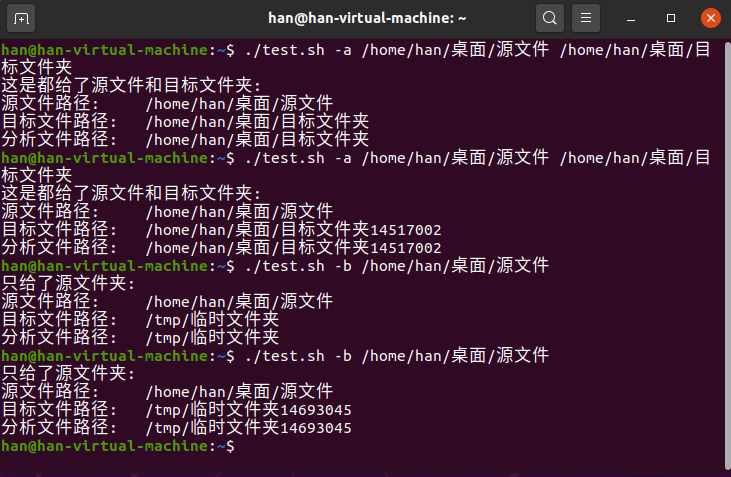 han@han-virtual-machine: ~
han@han-virtual-machine:~$ ./test.sh -a /home/han/桌面/源文件 /home/han/桌面/目
标文件夹
这是都给了源文件和目标文件夹:
源文件路径:   /home/han/桌面/源文件
目标文件路径:   /home/han/桌面/目标文件夹
分析文件路径:   /home/han/桌面/目标文件夹
han@han-virtual-machine:~$ ./test.sh -a /home/han/桌面/源文件 /home/han/桌面/目
标文件夹
这是都给了源文件和目标文件夹:
源文件路径:   /home/han/桌面/源文件
目标文件路径:   /home/han/桌面/目标文件夹14517002
分析文件路径:   /home/han/桌面/目标文件夹14517002
han@han-virtual-machine:~$ ./test.sh -b /home/han/桌面/源文件
只给了源文件夹:
源文件路径:   /home/han/桌面/源文件
目标文件路径:   /tmp/临时文件夹
分析文件路径:   /tmp/临时文件夹
han@han-virtual-machine:~$ ./test.sh -b /home/han/桌面/源文件
只给了源文件夹:
源文件路径:   /home/han/桌面/源文件
目标文件路径:   /tmp/临时文件夹14693045
分析文件路径:   /tmp/临时文件夹14693045
han@han-virtual-machine:~$